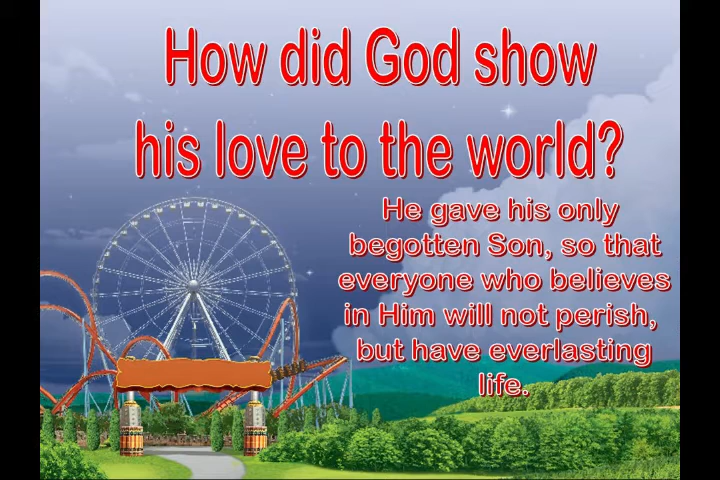 How did God show
his love to the world?
He gave his only
begotten Son, so that
everyone who believes
in Him will not perish,
but have everlasting
life.